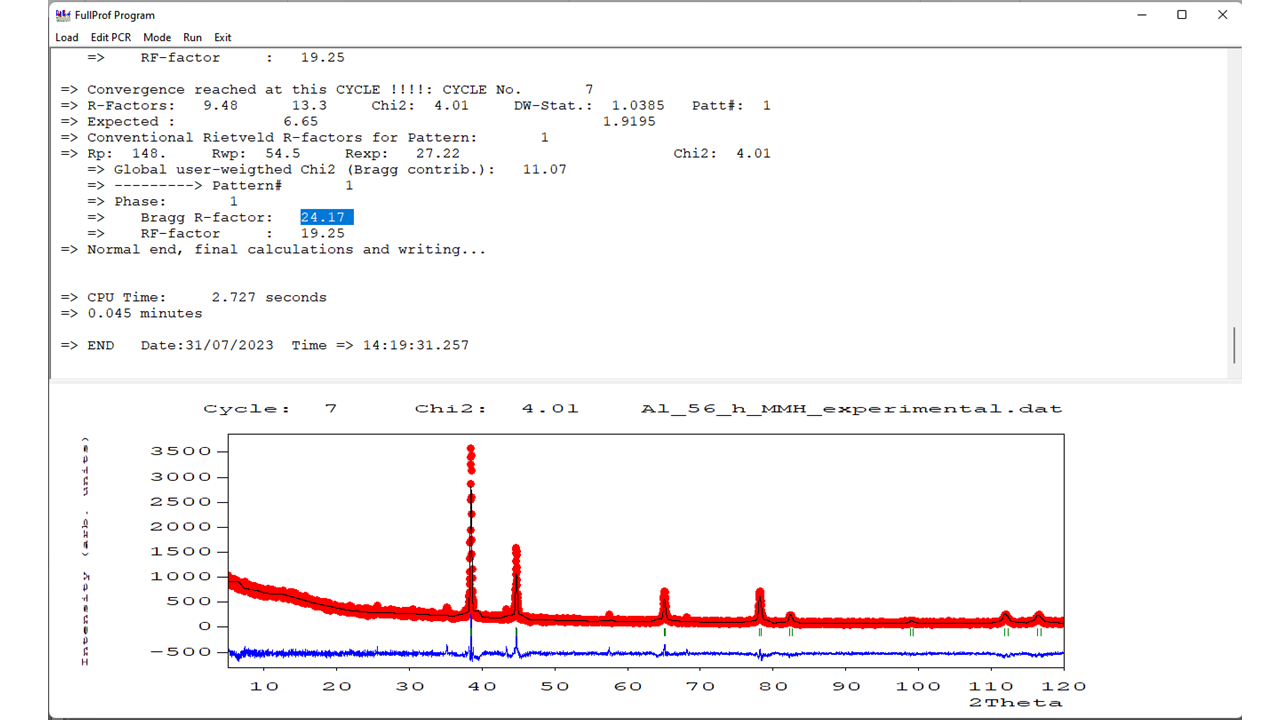 FullProf Program
Load Edit PCR Mode Run Exit
=> RF-factor : 19.25
=> Convergence reached at this CYCLE !!!!: CYCLE No. 7
=> R-Factors: 9.48 13.3 Chi2: 4.01 DW-Stat.: 1.0385 Patt#: 1
=> Expected : 6.65 1.9195
=> Conventional Rietveld R-factors for Pattern: 1
=> Rp: 148. Rwp: 54.5 Rexp: 27.22 Chi2: 4.01
=> Global user-weigthed Chi2 (Bragg contrib.): 11.07
=> ---------> Pattern# 1
=> Phase: 1
=> Bragg R-factor: 24.17
=> RF-factor : 19.25
=> Normal end, final calculations and writing...
=> CPU Time: 2.727 seconds
=> 0.045 minutes
=> END Date:31/07/2023 Time => 14:19:31.257
Cycle: 7 Chi2: 4.01 Al_56_h_MMH_experimental.dat
Intensity (arb. units)
3500
3000
2500
2000
1500
1000
500
0
-500
10 20 30 40 50 60 70 80 90 100 110 120
2Theta